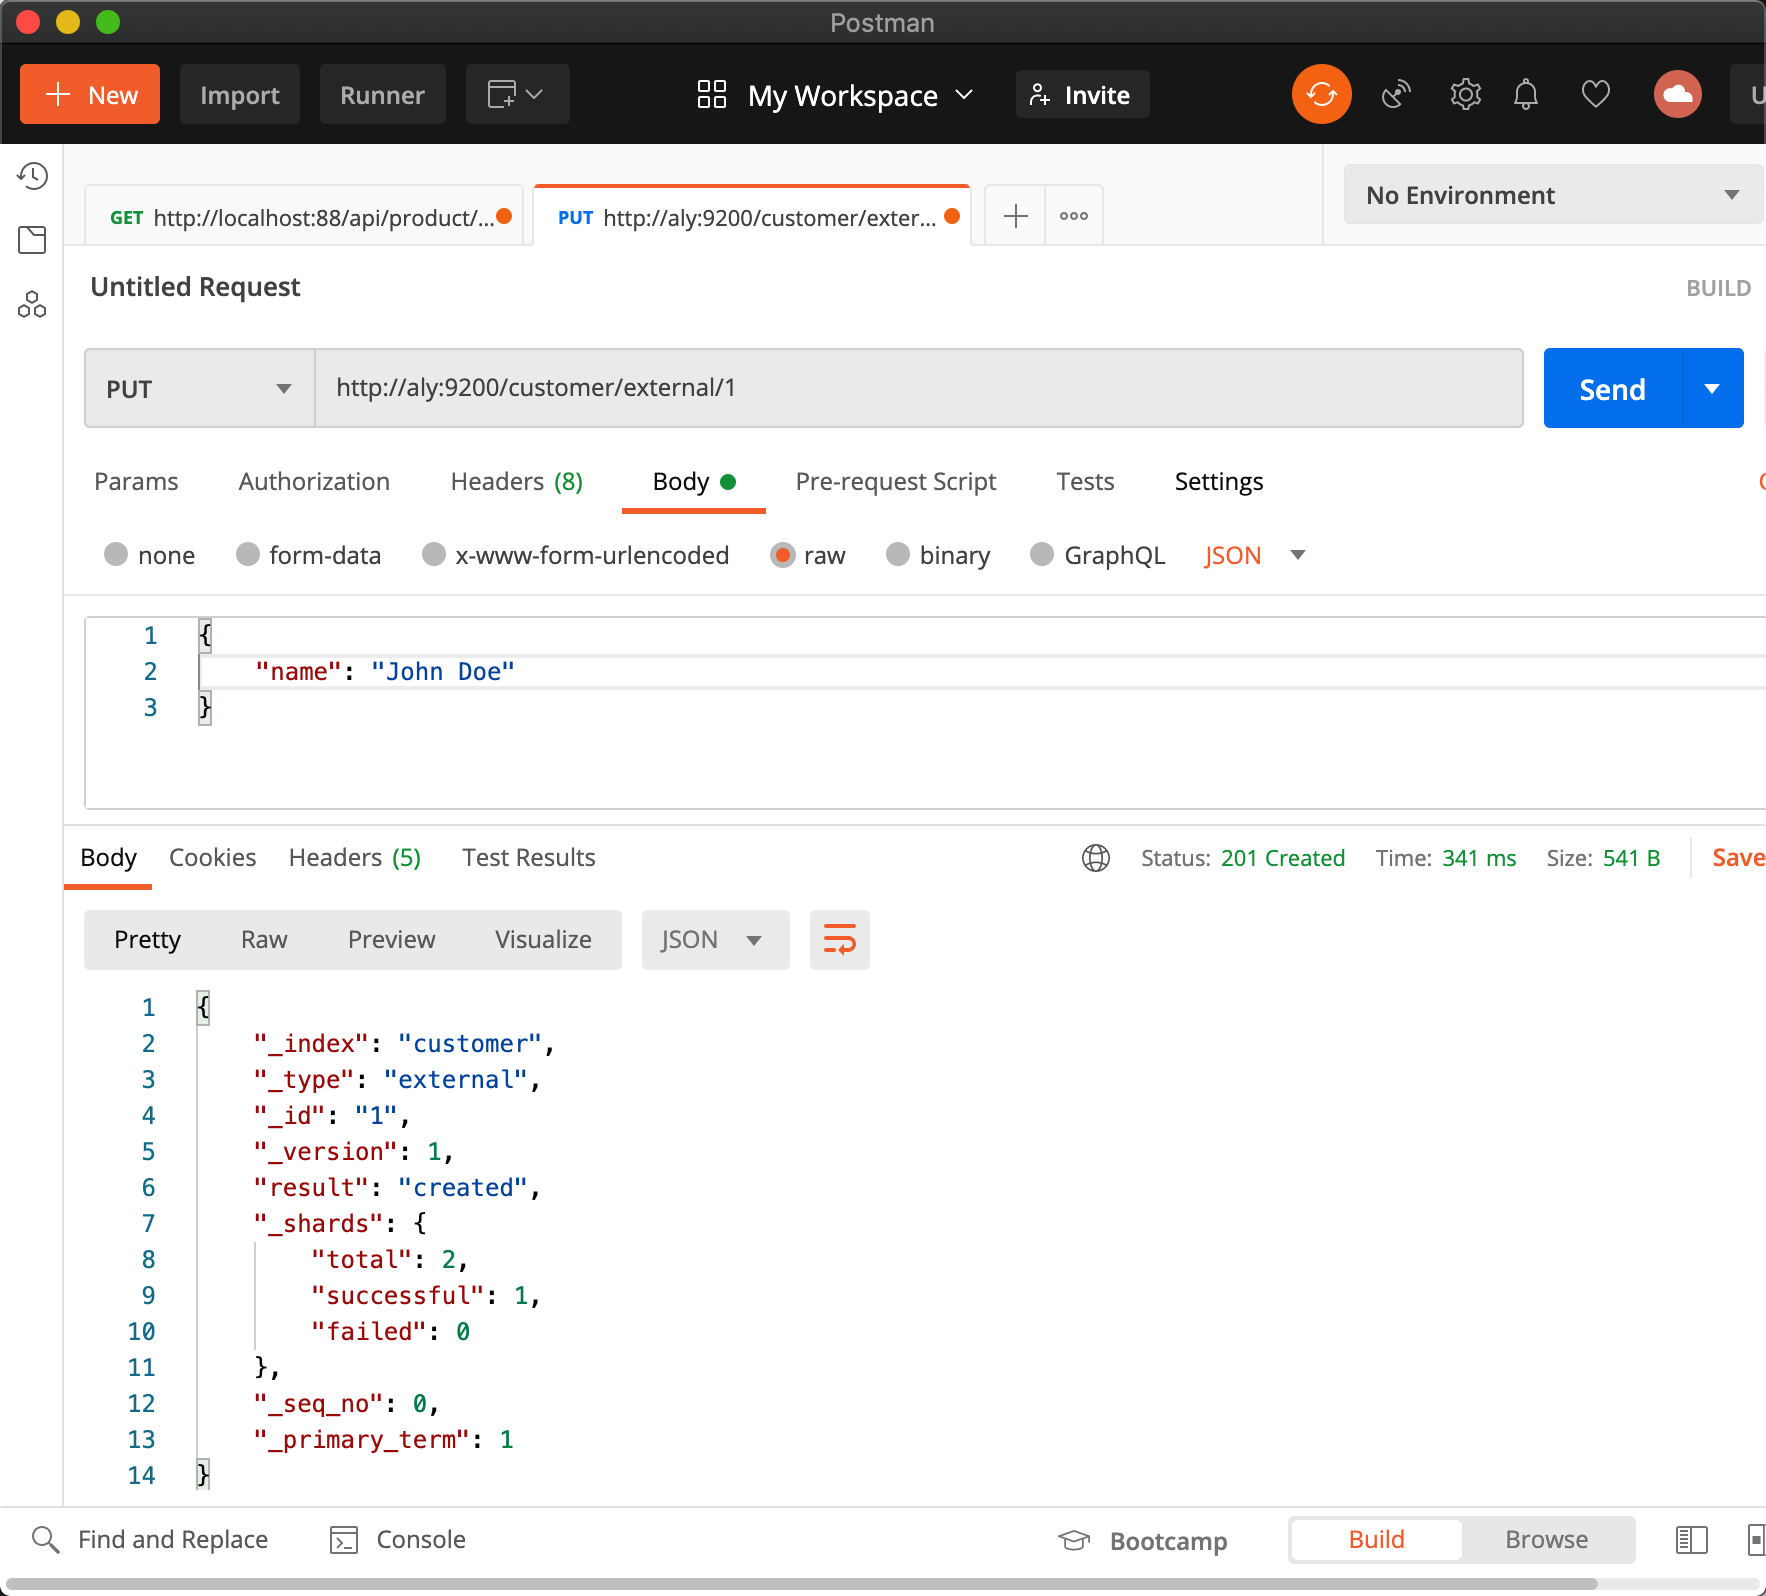 Postman
New Import Runner My Workspace Invite U
GET http://localhost:88/api/product/... PUT http://aly:9200/customer/exter... No Environment
Untitled Request BUILD
PUT http://aly:9200/customer/external/1 Send
Params Authorization Headers (8) Body Pre-request Script Tests Settings
none form-data x-www-form-urlencoded raw binary GraphQL JSON
1 {
2 "name": "John Doe"
3 }
Body Cookies Headers (5) Test Results Status: 201 Created Time: 341 ms Size: 541 B Save
Pretty Raw Preview Visualize JSON
1 {
2 "_index": "customer",
3 "_type": "external",
4 "_id": "1",
5 "_version": 1,
6 "result": "created",
7 "_shards": {
8 "total": 2,
9 "successful": 1,
10 "failed": 0
11 },
12 "_seq_no": 0,
13 "_primary_term": 1
14 }
Find and Replace Console Bootcamp Build Browse